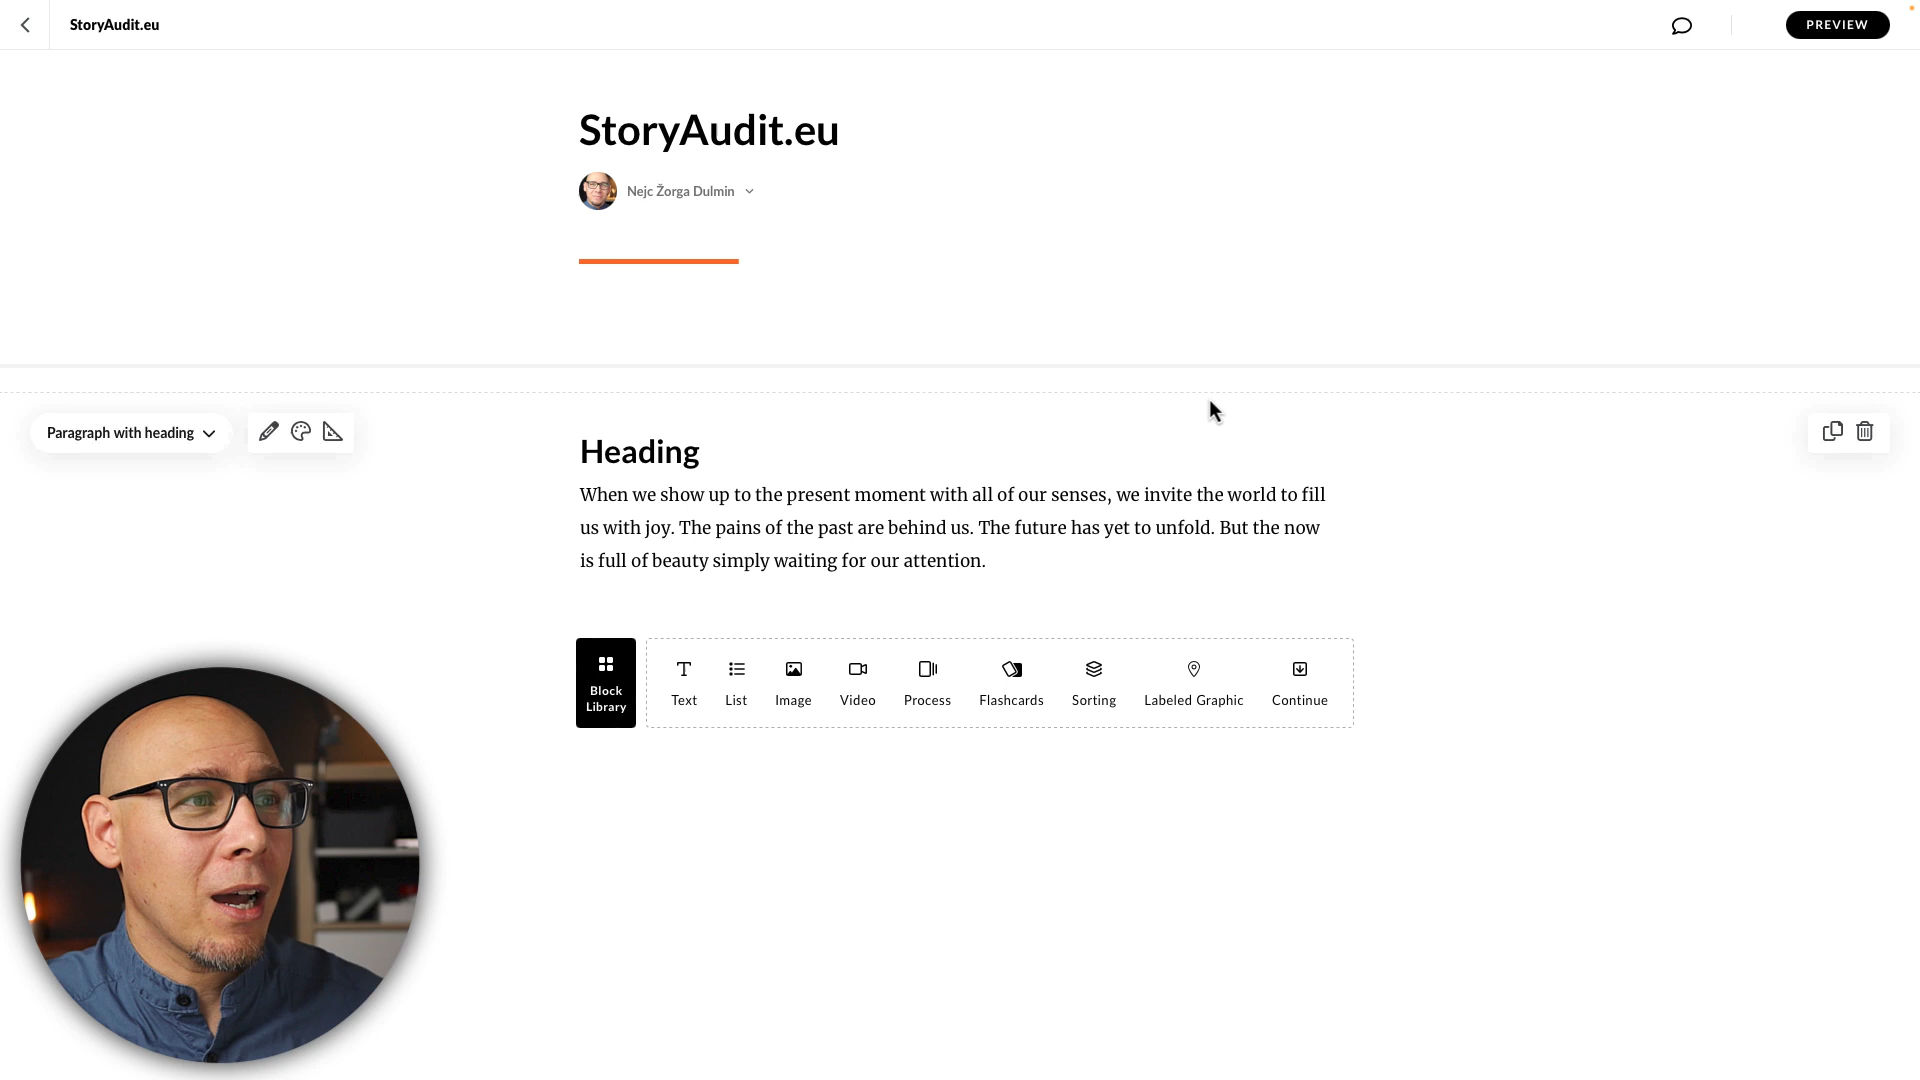 StoryAudit.eu
PREVIEW
StoryAudit.eu
Nejc Žorga Dulmin
Paragraph with heading
Heading
When we show up to the present moment with all of our senses, we invite the world to fill
us with joy. The pains of the past are behind us. The future has yet to unfold. But the now
is full of beauty simply waiting for our attention.
Block
Library
Text
List
Image
Video
Process
Flashcards
Sorting
Labeled Graphic
Continue